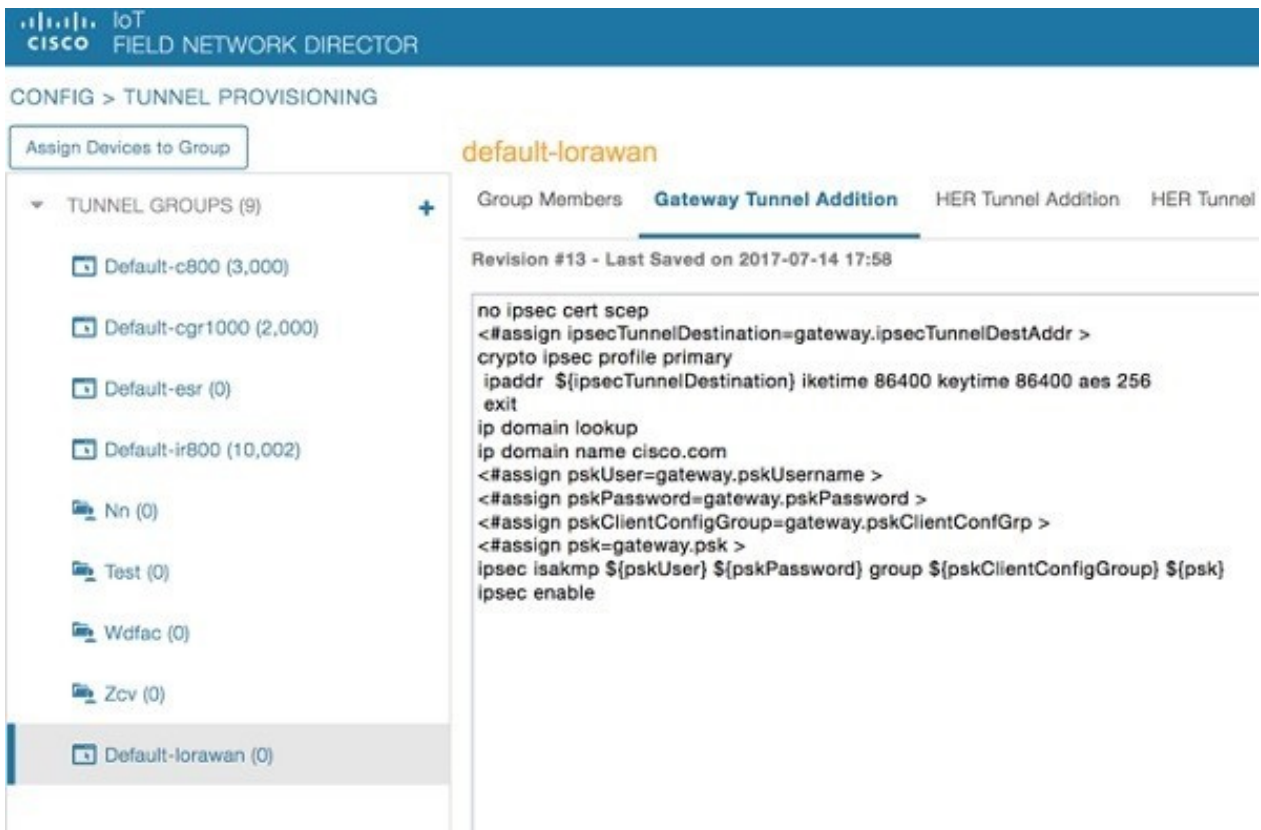 IoT
CISCO FIELD NETWORK DIRECTOR
CONFIG > TUNNEL PROVISIONING
Assign Devices to Group
TUNNEL GROUPS (9)
+
Default-c800 (3,000)
Default-cgr1000 (2,000)
Default-esr (0)
Default-ir800 (10,002)
Nn (0)
Test (0)
Wdfac (0)
Zcv (0)
Default-lorawan (0)
default-lorawan
Group Members Gateway Tunnel Addition HER Tunnel Addition HER Tunnel
Revision #13 - Last Saved on 2017-07-14 17:58
no ipsec cert scep
<#assign ipsecTunnelDestination=gateway.ipsecTunnelDestAddr >
crypto ipsec profile primary
ipaddr ${ipsecTunnelDestination} iketime 86400 keytime 86400 aes 256
exit
ip domain lookup
ip domain name cisco.com
<#assign pskUser=gateway.pskUsername >
<#assign pskPassword=gateway.pskPassword >
<#assign pskClientConfigGroup=gateway.pskClientConfGrp >
<#assign psk=gateway.psk >
ipsec isakmp ${pskUser} ${pskPassword} group ${pskClientConfigGroup} ${psk}
ipsec enable